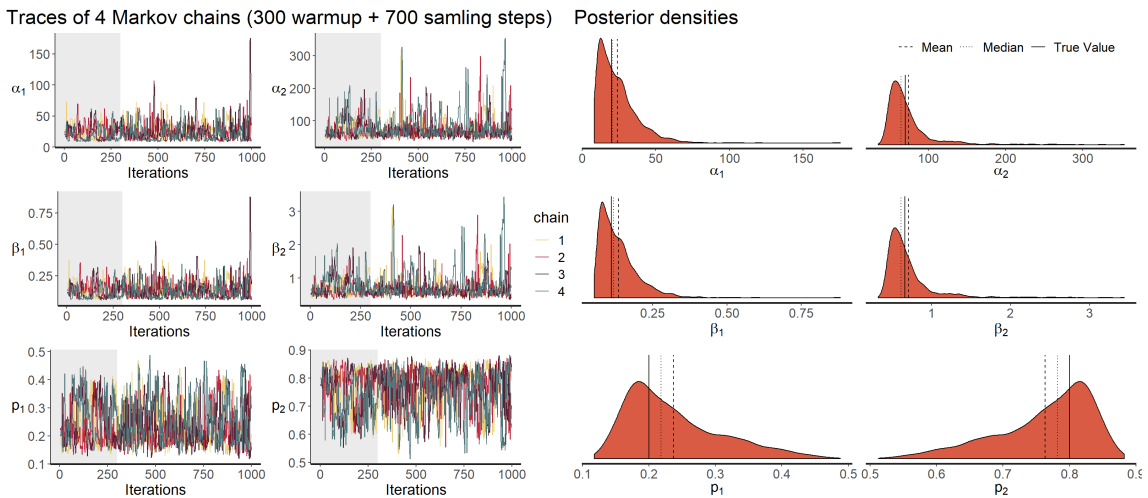 Traces of 4 Markov chains (300 warmup + 700 samling steps)
Posterior densities
α1
150
100
50
0
0 250 500 750 1000
Iterations
α2
300
200
100
0 250 500 750 1000
Iterations
β1
0.75
0.50
0.25
0 250 500 750 1000
Iterations
β2
3
2
1
0 250 500 750 1000
Iterations
p1
0.5
0.4
0.3
0.2
0.1
0 250 500 750 1000
Iterations
p2
0.9
0.8
0.7
0.6
0.5
0 250 500 750 1000
Iterations
chain
1
2
3
4
Mean Median True Value
0 50 100 150
α1
100 200 300
α2
0.25 0.50 0.75
β1
1 2 3
β2
0.1 0.2 0.3 0.4 0.5
p1
0.6 0.7 0.8 0.9
p2